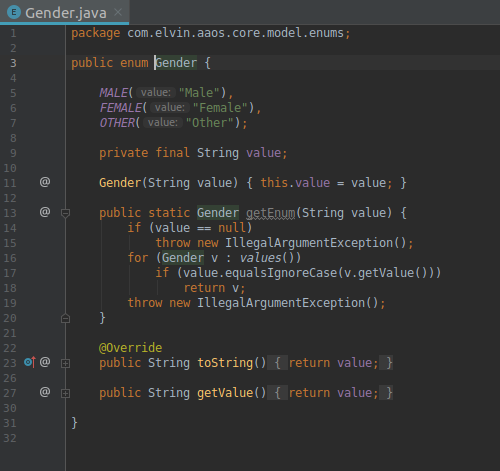 Gender.java
1 package com.elvin.aaos.core.model.enums;
2
3 public enum Gender {
4
5 MALE( value: "Male"),
6 FEMALE( value: "Female"),
7 OTHER( value: "Other");
8
9 private final String value;
10
11 @ Gender(String value) { this.value = value; }
12
13 @ public static Gender getEnum(String value) {
14 if (value == null)
15 throw new IllegalArgumentException();
16 for (Gender v : values())
17 if (value.equalsIgnoreCase(v.getValue()))
18 return v;
19 throw new IllegalArgumentException();
20 }
21
22 @Override
23 @ public String toString() { return value; }
26
27 @ public String getValue() { return value; }
30
31 }
32